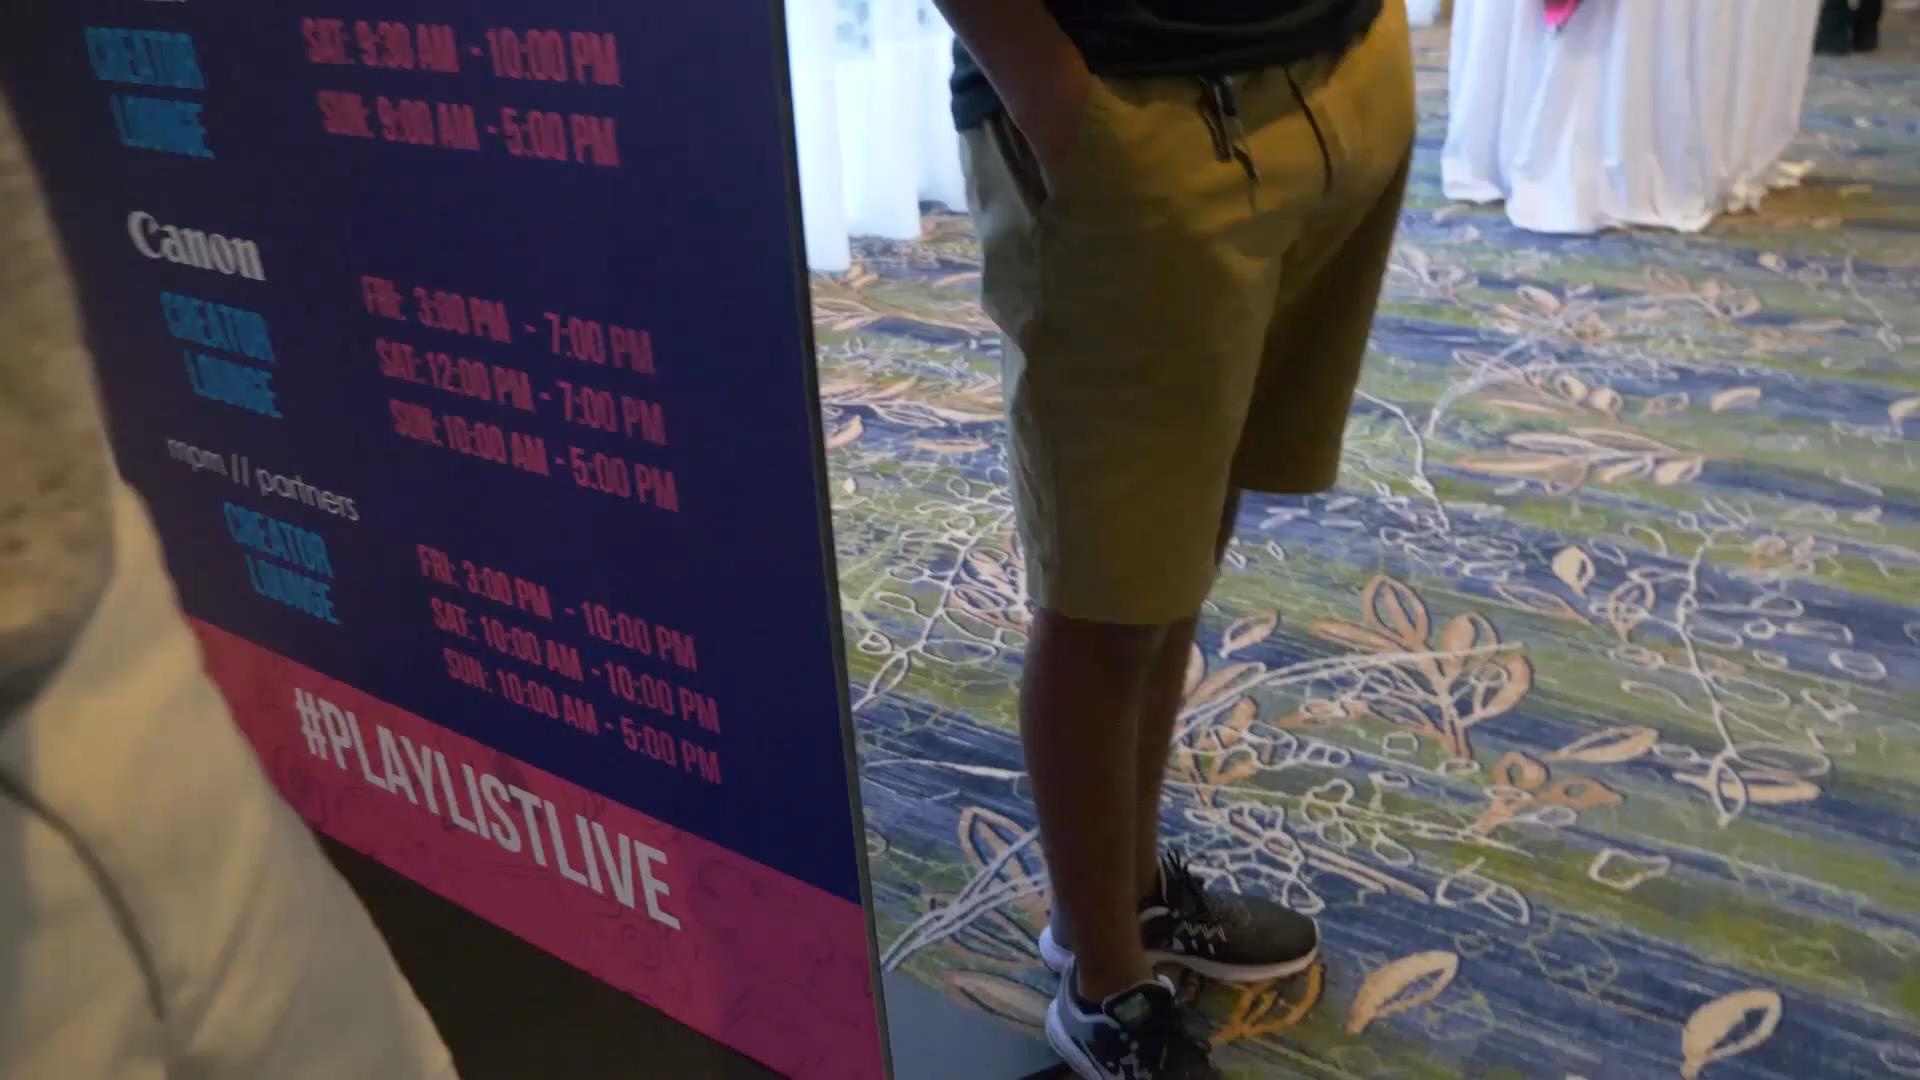 CREATOR
LOUNGE
SAT: 9:30 AM - 10:00 PM
SUN: 9:00 AM - 5:00 PM
Canon
CREATOR
LOUNGE
FRI: 3:00 PM - 7:00 PM
SAT: 12:00 PM - 7:00 PM
SUN: 10:00 AM - 5:00 PM
mpm // partners
CREATOR
LOUNGE
FRI: 3:00 PM - 10:00 PM
SAT: 10:00 AM - 10:00 PM
SUN: 10:00 AM - 5:00 PM
#PLAYLISTLIVE